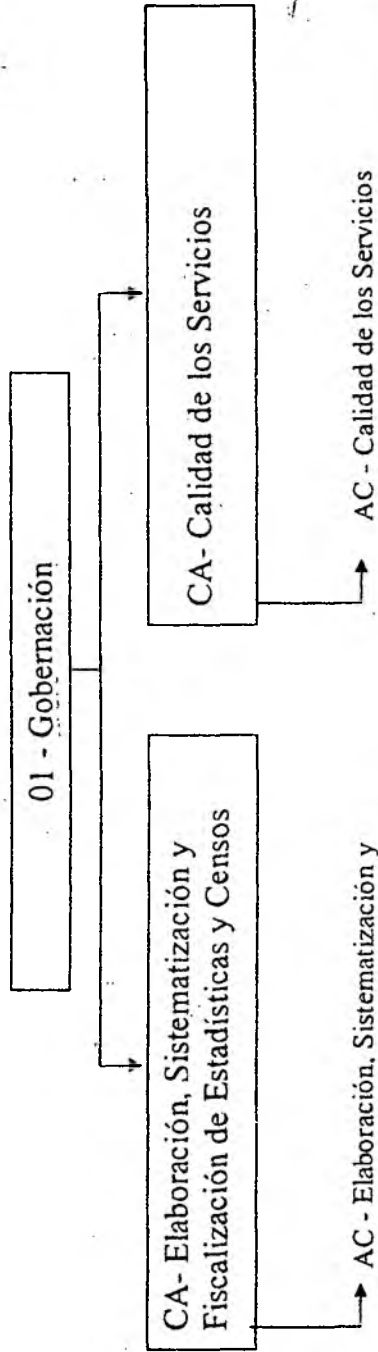 01 - Gobernación
CA- Elaboración, Sistematización y
Fiscalización de Estadísticas y Censos
CA- Calidad de los Servicios
AC - Elaboración, Sistematización y
AC - Calidad de los Servicios